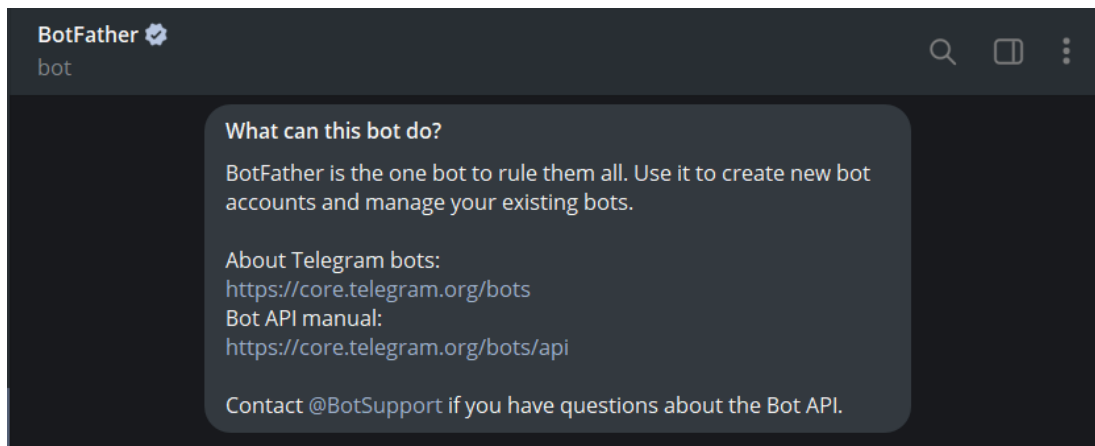 BotFather
bot
What can this bot do?
BotFather is the one bot to rule them all. Use it to create new bot
accounts and manage your existing bots.
About Telegram bots:
https://core.telegram.org/bots
Bot API manual:
https://core.telegram.org/bots/api
Contact @BotSupport if you have questions about the Bot API.